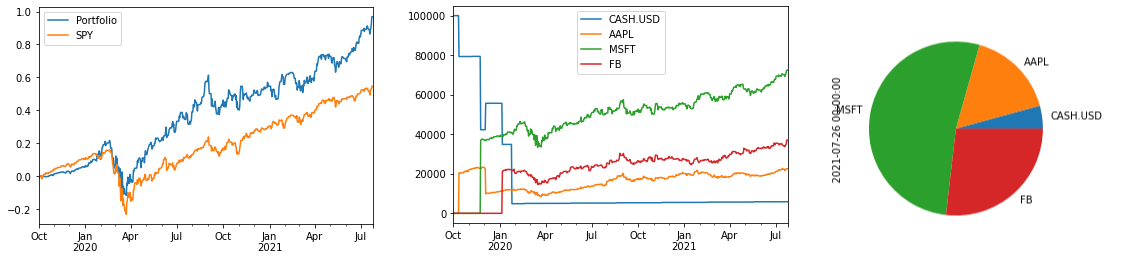 Portfolio
SPY
1.0
0.8
0.6
0.4
0.2
0.0
−0.2
Oct
Jan
2020
Apr
Jul
Oct
Jan
2021
Apr
Jul
CASH.USD
AAPL
MSFT
FB
100000
80000
60000
40000
20000
0
Oct
Jan
2020
Apr
Jul
Oct
Jan
2021
Apr
Jul
2021-07-26 00:00:00
MSFT
AAPL
CASH.USD
FB